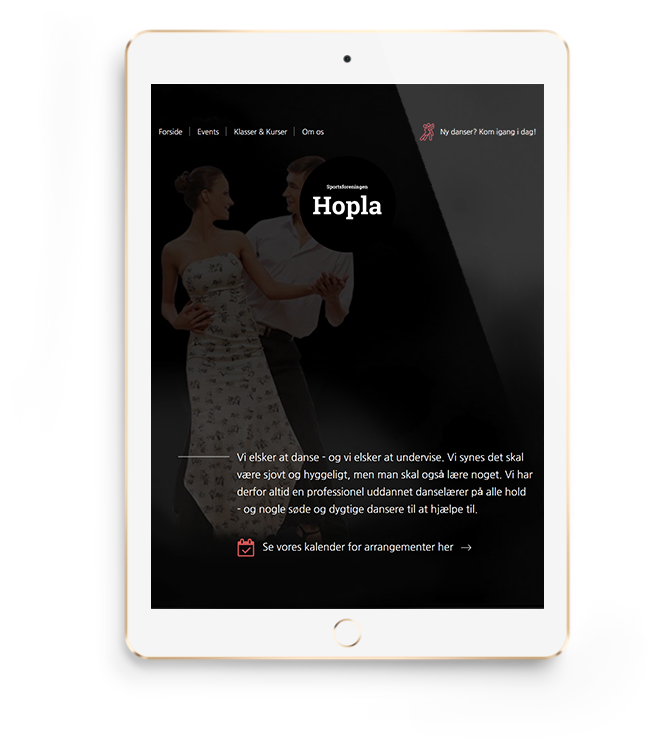 Forside | Events | Klasser & Kurser | Om os
Ny danser? Kom igang i dag!
Sportsforeningen
Hopla
Vi elsker at danse - og vi elsker at undervise. Vi synes det skal
være sjovt og hyggeligt, men man skal også lære noget. Vi har
derfor altid en professionel uddannet danselærer på alle hold
- og nogle søde og dygtige dansere til at hjælpe til.
Se vores kalender for arrangementer her →